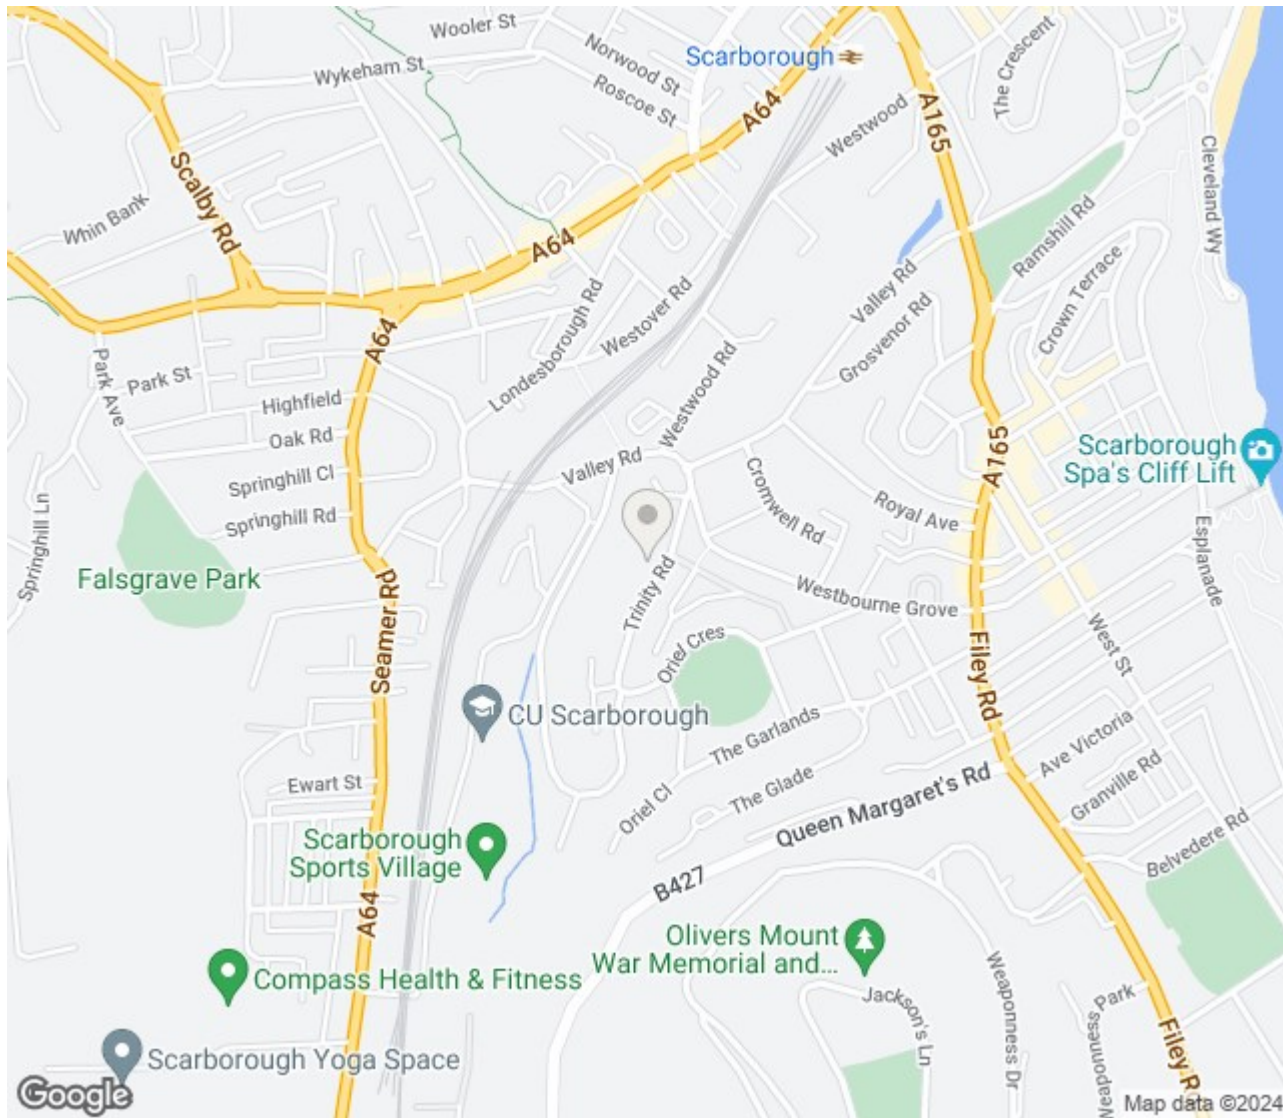 Wooler St
Norwood St
Scarborough
The Crescent
Wykeham St
Roscoe St
A64
A165
Westwood
Cleveland Wy
Scalby Rd
Whin Bank
A64
Ramshill Rd
Valley Rd
Crown Terrace
Londesborough Rd
Westover Rd
Grosvenor Rd
A64
Park Ave
Park St
Westwood Rd
Highfield
Oak Rd
A165
Scarborough
Spa's Cliff Lift
Valley Rd
Springhill Cl
Cromwell Rd
Royal Ave
Springhill Rd
Springhill Ln
Esplanade
Falsgrave Park
Trinity Rd
Westbourne Grove
Seamer Rd
Oriel Cres
West St
Filey Rd
CU Scarborough
The Garlands
Ave Victoria
Ewart St
The Glade
Granville Rd
Oriel Cl
Queen Margaret's Rd
Belvedere Rd
Scarborough
Sports Village
B427
A64
Olivers Mount
War Memorial and...
Compass Health & Fitness
Jackson's Ln
Weaponness Dr
Weaponness Park
Filey R
Scarborough Yoga Space
Google
Map data ©2024